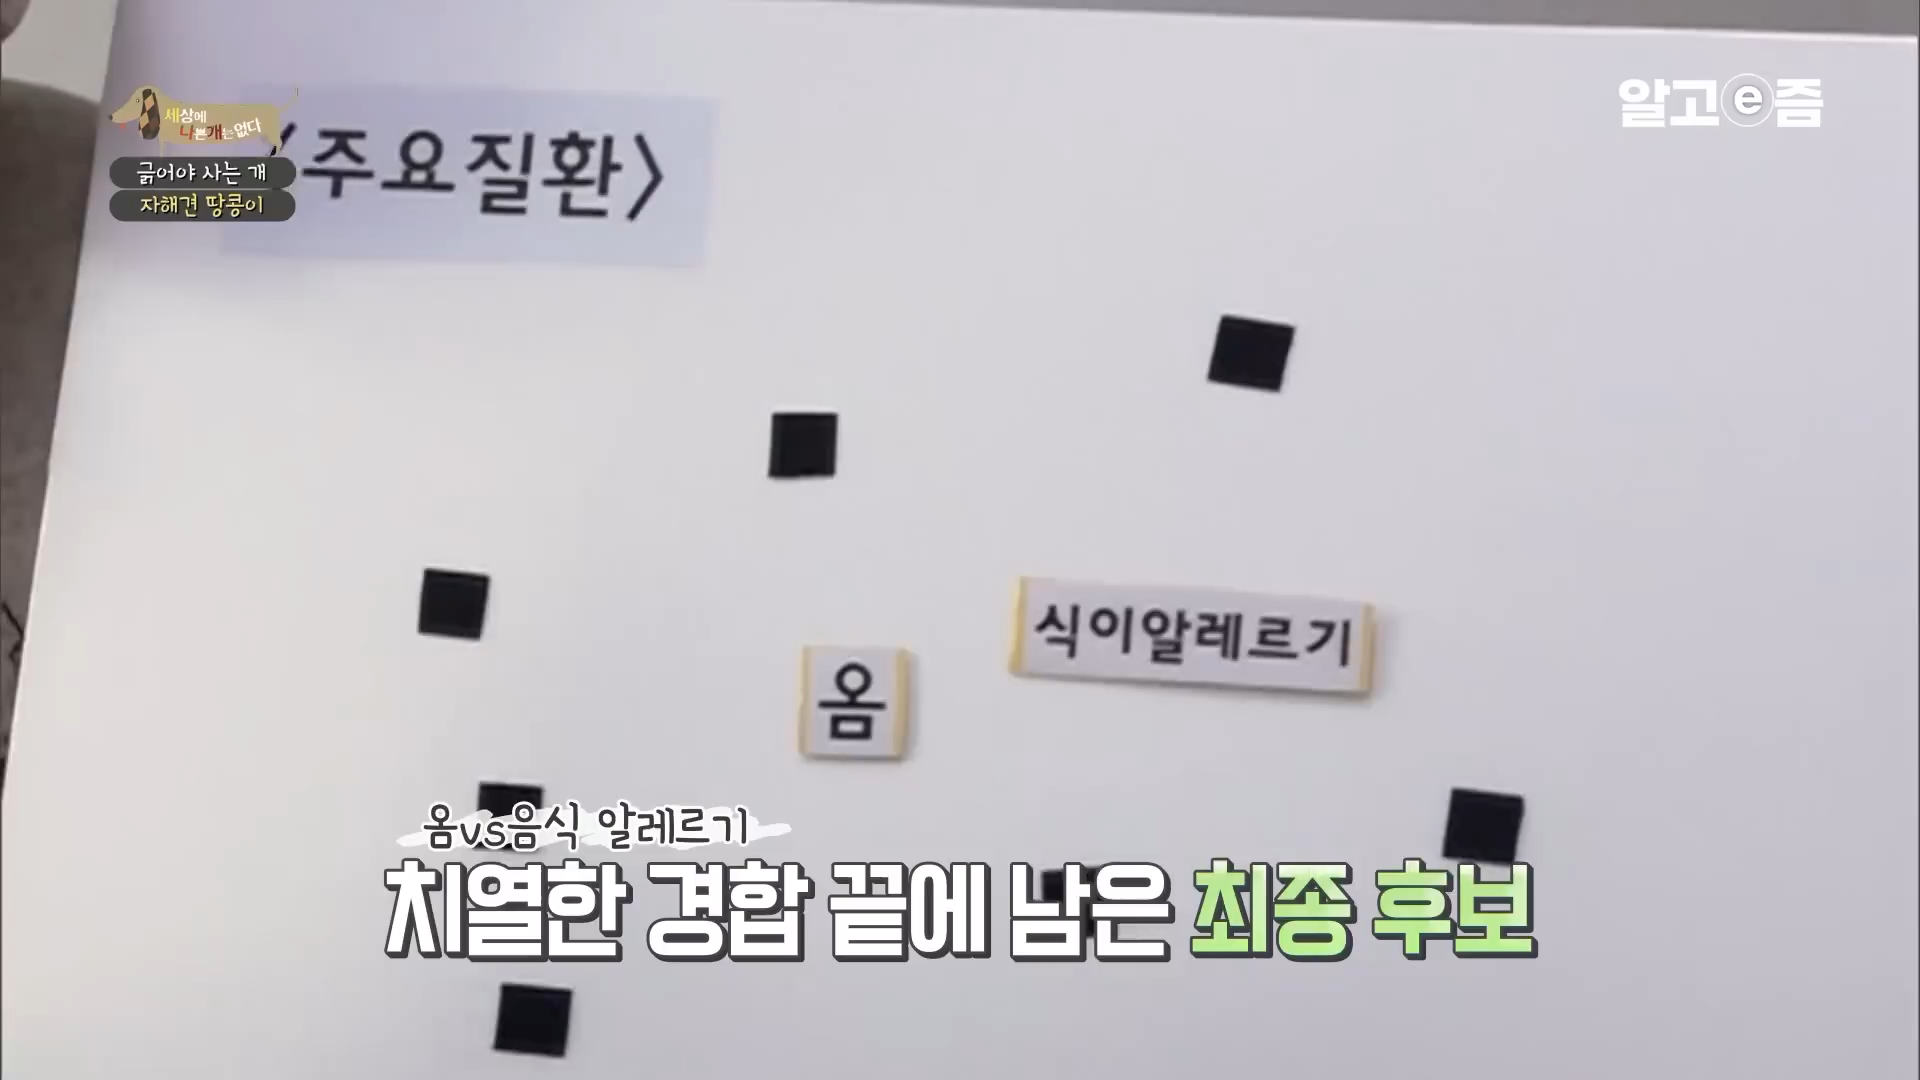 세상에
나쁜개는없다
긁어야 사는 개
자해견 땅콩이
알고e즘
〈주요질환〉
식이알레르기
옴
옴vs음식 알레르기
치열한 경합 끝에 남은 최종 후보